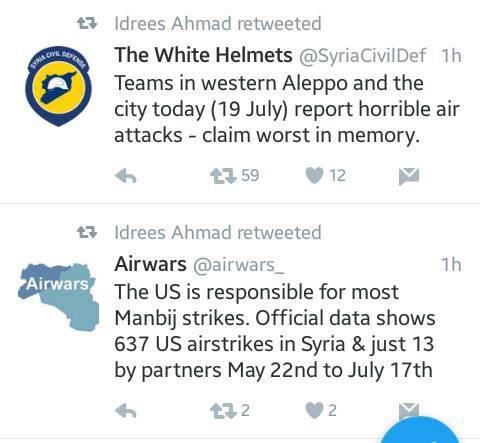 Idrees Ahmad retweeted
SYRIA CIVIL DEFENSE
The White Helmets @SyriaCivilDef 1h
Teams in western Aleppo and the
city today (19 July) report horrible air
attacks - claim worst in memory.
59 12
Idrees Ahmad retweeted
Airwars
Airwars @airwars_ 1h
The US is responsible for most
Manbij strikes. Official data shows
637 US airstrikes in Syria & just 13
by partners May 22nd to July 17th
2 2